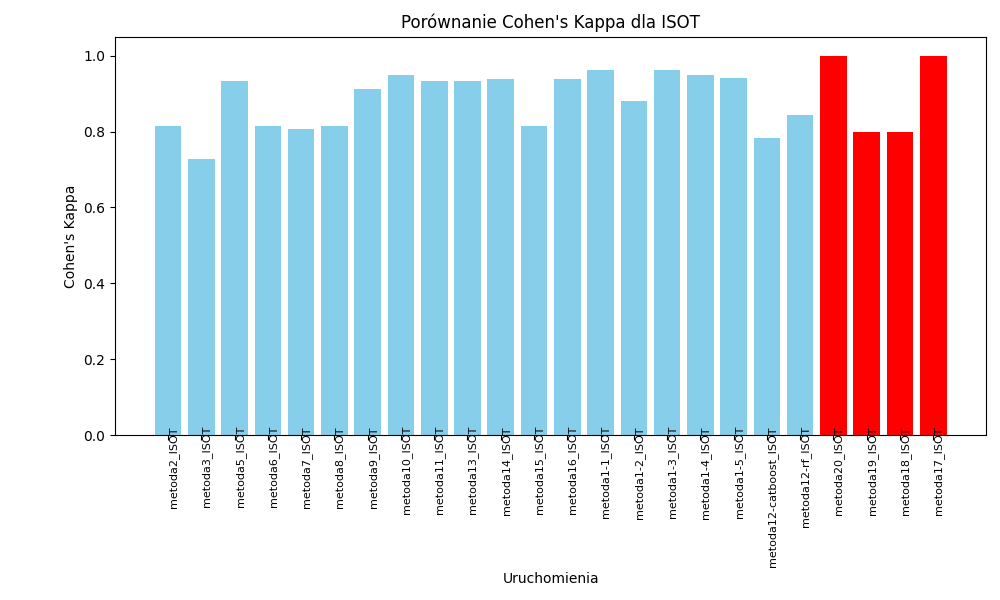 Porównanie Cohen's Kappa dla ISOT
Cohen's Kappa
1.0
0.8
0.6
0.4
0.2
0.0
metoda2_ISOT
metoda3_ISOT
metoda5_ISOT
metoda6_ISOT
metoda7_ISOT
metoda8_ISOT
metoda9_ISOT
metoda10_ISOT
metoda11_ISOT
metoda13_ISOT
metoda14_ISOT
metoda15_ISOT
metoda16_ISOT
metoda1-1_ISOT
metoda1-2_ISOT
metoda1-3_ISOT
metoda1-4_ISOT
metoda1-5_ISOT
metoda12-catboost_ISOT
metoda12-rf_ISOT
metoda20_ISOT
metoda19_ISOT
metoda18_ISOT
metoda17_ISOT
Uruchomienia